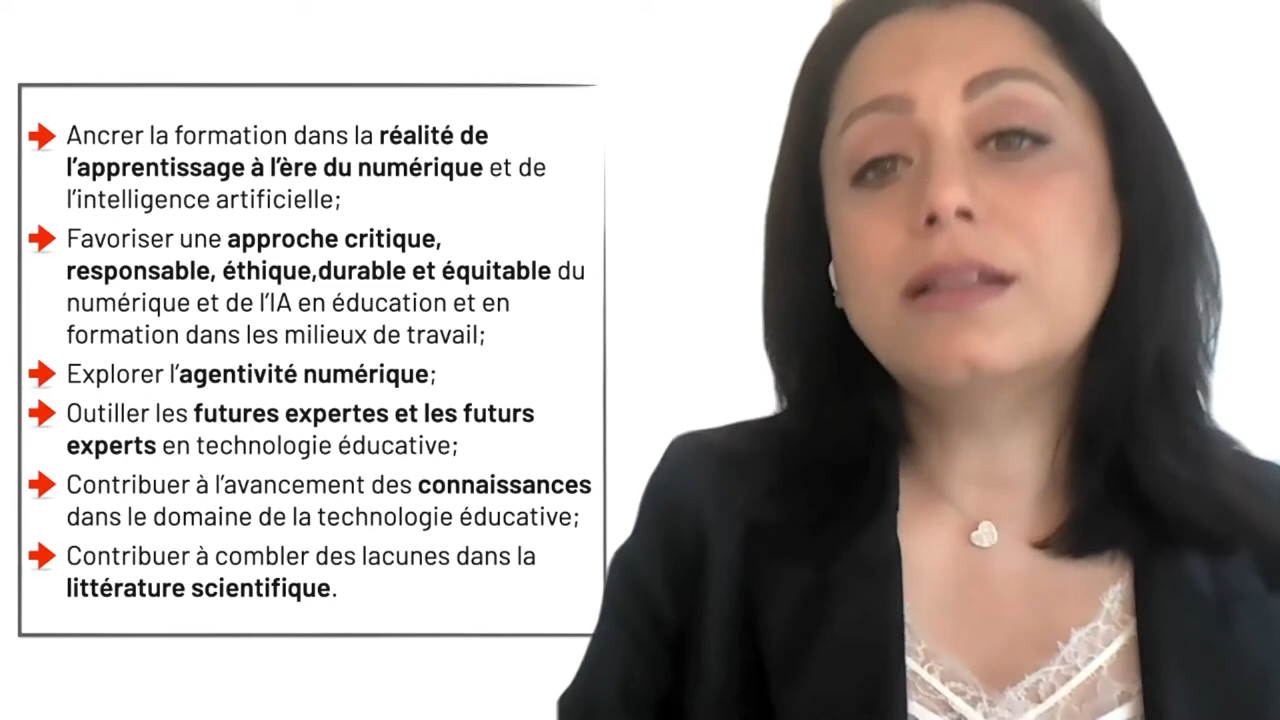 Ancrer la formation dans la réalité de
l'apprentissage à l'ère du numérique et de
l'intelligence artificielle;
Favoriser une approche critique,
responsable, éthique,durable et équitable du
numérique et de l'IA en éducation et en
formation dans les milieux de travail;
Explorer l'agentivité numérique;
Outiller les futures expertes et les futurs
experts en technologie éducative;
Contribuer à l'avancement des connaissances
dans le domaine de la technologie éducative;
Contribuer à combler des lacunes dans la
littérature scientifique.